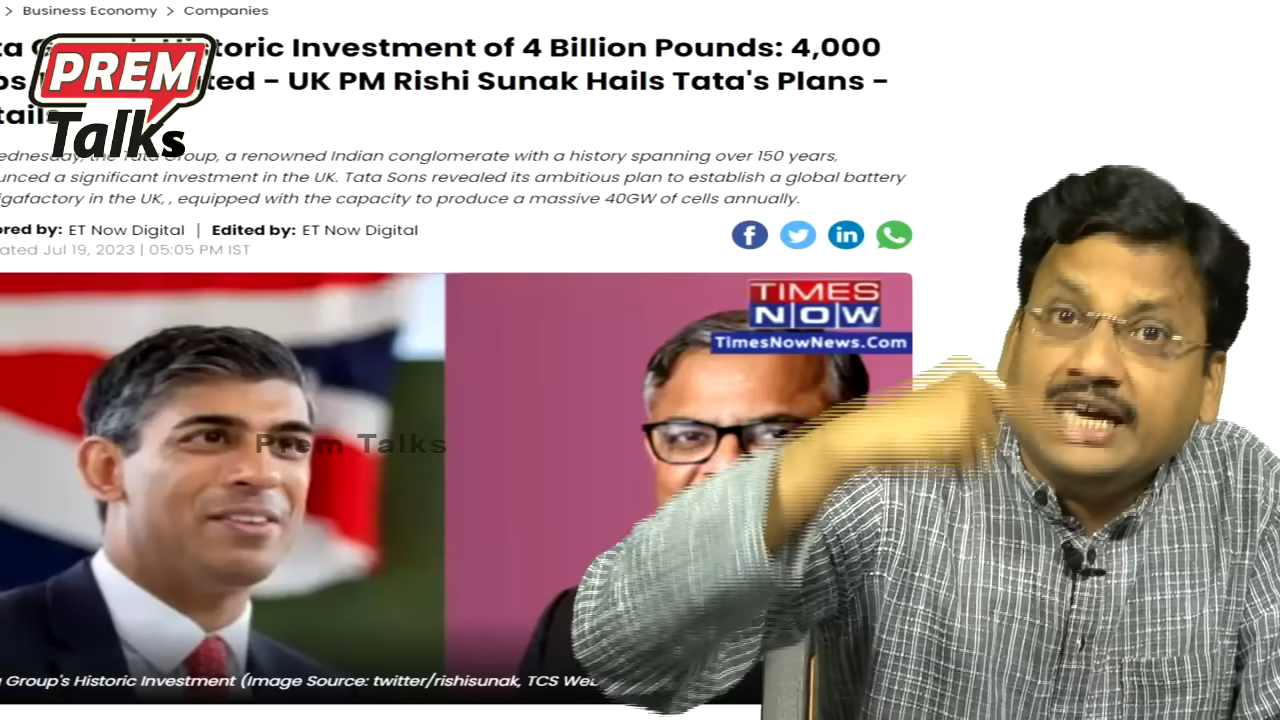 > Business Economy > Companies
toric Investment of 4 Billion Pounds: 4,000
ted - UK PM Rishi Sunak Hails Tata's Plans -
tails
PREM
Talks
ednesday, the Tata Group, a renowned Indian conglomerate with a history spanning over 150 years,
unced a significant investment in the UK. Tata Sons revealed its ambitious plan to establish a global battery
igafactory in the UK, , equipped with the capacity to produce a massive 40GW of cells annually.
ored by: ET Now Digital | Edited by: ET Now Digital
ated Jul 19, 2023 | 05:05 PM IST
TIMES
NOW
TimesNowNews.Com
Prem Talks
Group's Historic Investment (Image Source: twitter/rishisunak, TCS We